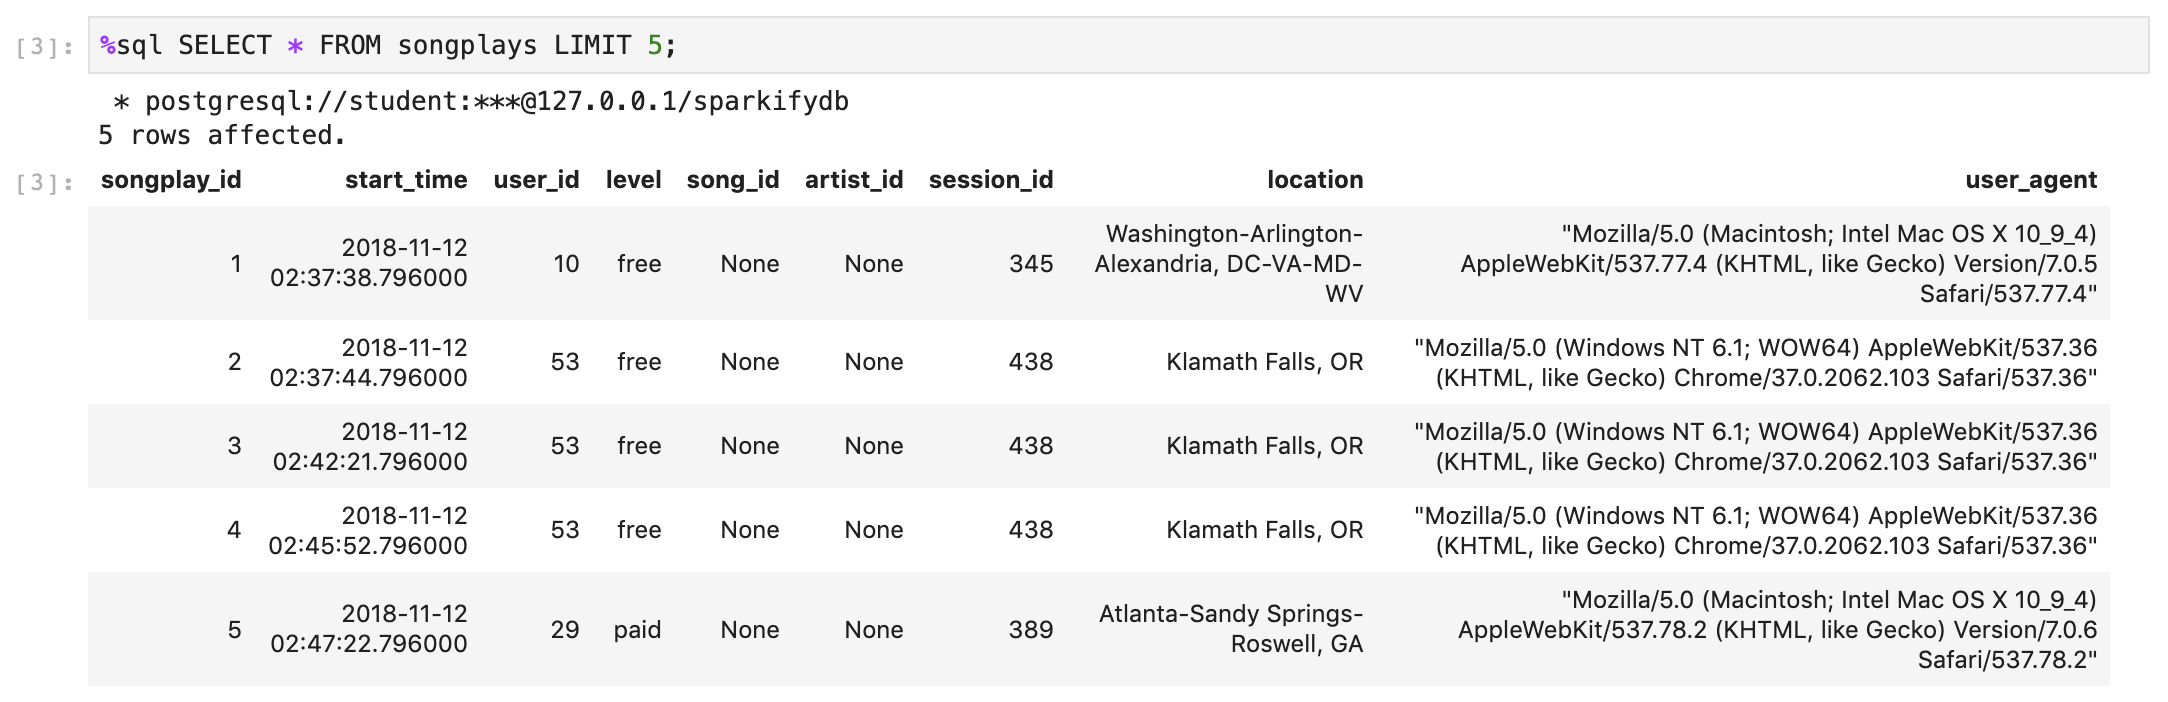 [3]: %sql SELECT * FROM songplays LIMIT 5;
* postgresql://student:***@127.0.0.1/sparkifydb
5 rows affected.
[3]: songplay_id start_time user_id level song_id artist_id session_id location user_agent
1 2018-11-12 02:37:38.796000 10 free None None 345 Washington-Arlington-Alexandria, DC-VA-MD-WV "Mozilla/5.0 (Macintosh; Intel Mac OS X 10_9_4) AppleWebKit/537.77.4 (KHTML, like Gecko) Version/7.0.5 Safari/537.77.4"
2 2018-11-12 02:37:44.796000 53 free None None 438 Klamath Falls, OR "Mozilla/5.0 (Windows NT 6.1; WOW64) AppleWebKit/537.36 (KHTML, like Gecko) Chrome/37.0.2062.103 Safari/537.36"
3 2018-11-12 02:42:21.796000 53 free None None 438 Klamath Falls, OR "Mozilla/5.0 (Windows NT 6.1; WOW64) AppleWebKit/537.36 (KHTML, like Gecko) Chrome/37.0.2062.103 Safari/537.36"
4 2018-11-12 02:45:52.796000 53 free None None 438 Klamath Falls, OR "Mozilla/5.0 (Windows NT 6.1; WOW64) AppleWebKit/537.36 (KHTML, like Gecko) Chrome/37.0.2062.103 Safari/537.36"
5 2018-11-12 02:47:22.796000 29 paid None None 389 Atlanta-Sandy Springs-Roswell, GA "Mozilla/5.0 (Macintosh; Intel Mac OS X 10_9_4) AppleWebKit/537.78.2 (KHTML, like Gecko) Version/7.0.6 Safari/537.78.2"